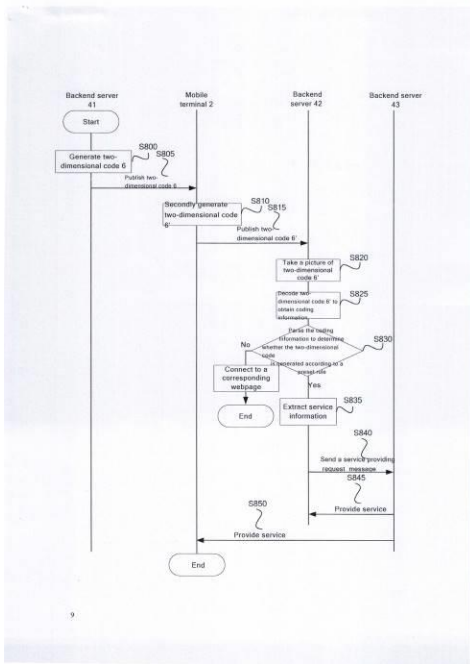 Backend server
41
Mobile
terminal 2
Backend
server 42
Backend server
43
Start
S800
Generate two-
dimensional code 6
S805
Publish two-
dimensional code 6
S810
Secondly generate
two-dimensional code
6'
S815
Publish two-
dimensional code 6'
S820
Take a picture of
two-dimensional
code 6'
S825
Decode two-
dimensional code 6' to
obtain coding
information
S830
Parse the coding
information to determine
whether the two-dimensional
code
is generated according to a
preset rule
No
Connect to a
corresponding
webpage
End
Yes
S835
Extract service
information
S840
Send a service providing
request message
S845
Provide service
S850
Provide service
End
9